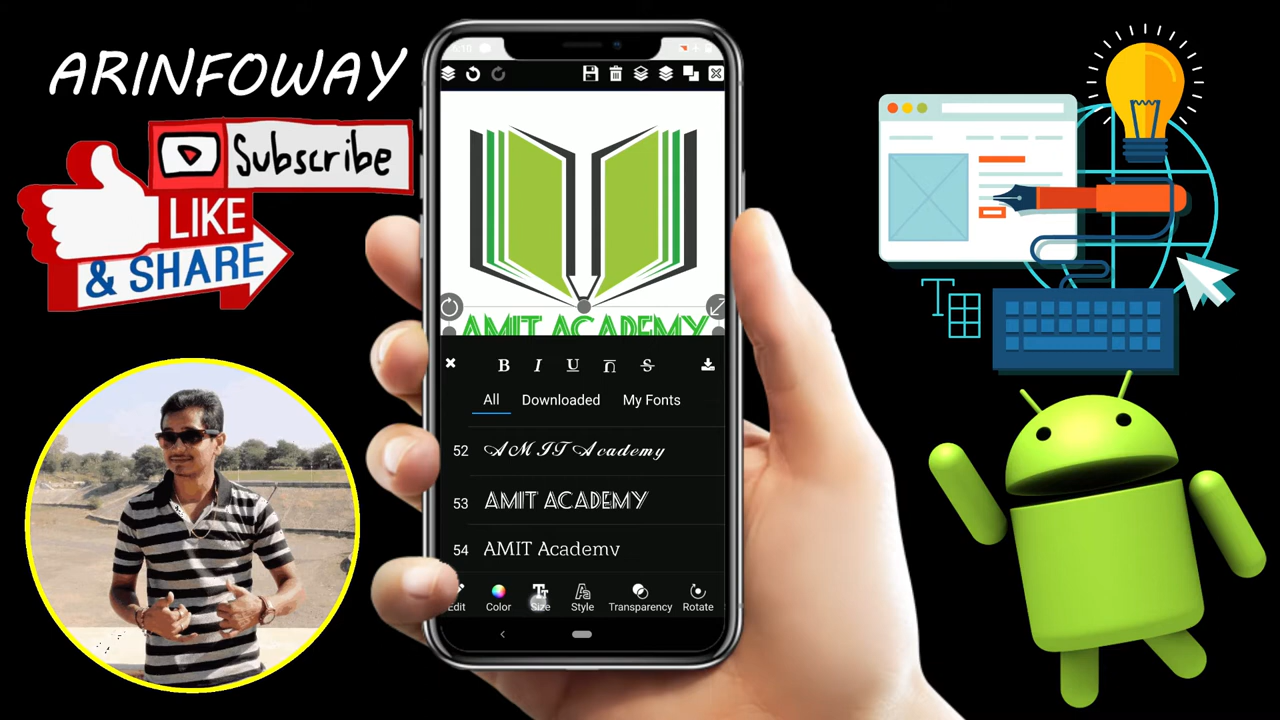 ARINFOWAY
Subscribe
LIKE
& SHARE
AMIT ACADEMY
B I U n S
All Downloaded My Fonts
52 AMIT Academy
53 AMIT ACADEMY
54 AMIT Academy
Edit Color Size Style Transparency Rotate
T